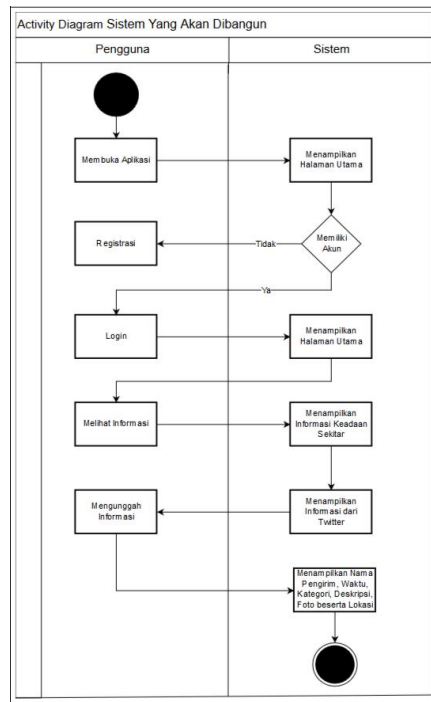 Activity Diagram Sistem Yang Akan Dibangun
Pengguna
Sistem
Membuka Aplikasi
Menampilkan
Halaman Utama
Registrasi
Tidak
Memiliki
Akun
Ya
Login
Menampilkan
Halaman Utama
Melihat Informasi
Menampilkan
Informasi Keadaan
Sekitar
Mengunggah
Informasi
Menampilkan
Informasi dari
Twitter
Menampilkan Nama
Pengirim, Waktu,
Kategori, Deskripsi,
Foto beserta Lokasi